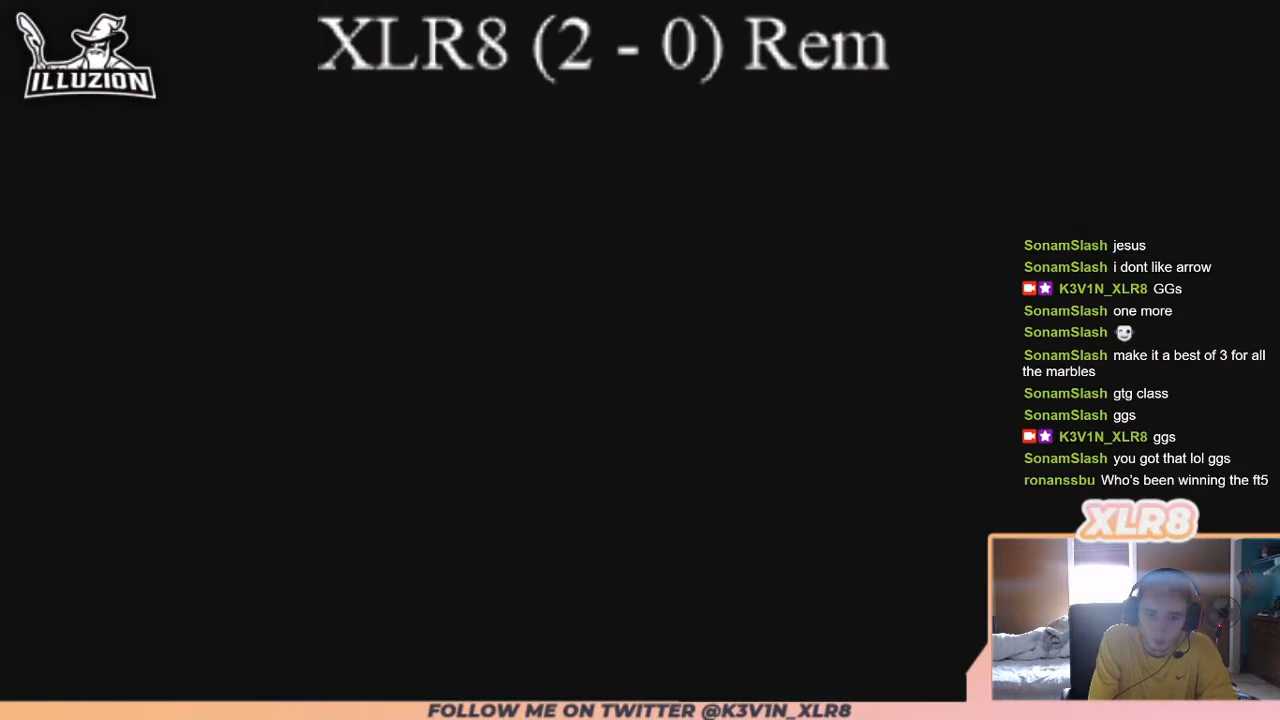 ILLUZION
XLR8 (2 - 0) Rem
SonamSlash jesus
SonamSlash i dont like arrow
K3V1N_XLR8 GGs
SonamSlash one more
SonamSlash
SonamSlash make it a best of 3 for all
the marbles
SonamSlash gtg class
SonamSlash ggs
K3V1N_XLR8 ggs
SonamSlash you got that lol ggs
ronanssbu Who's been winning the ft5
XLR8
FOLLOW ME ON TWITTER @K3V1N_XLR8